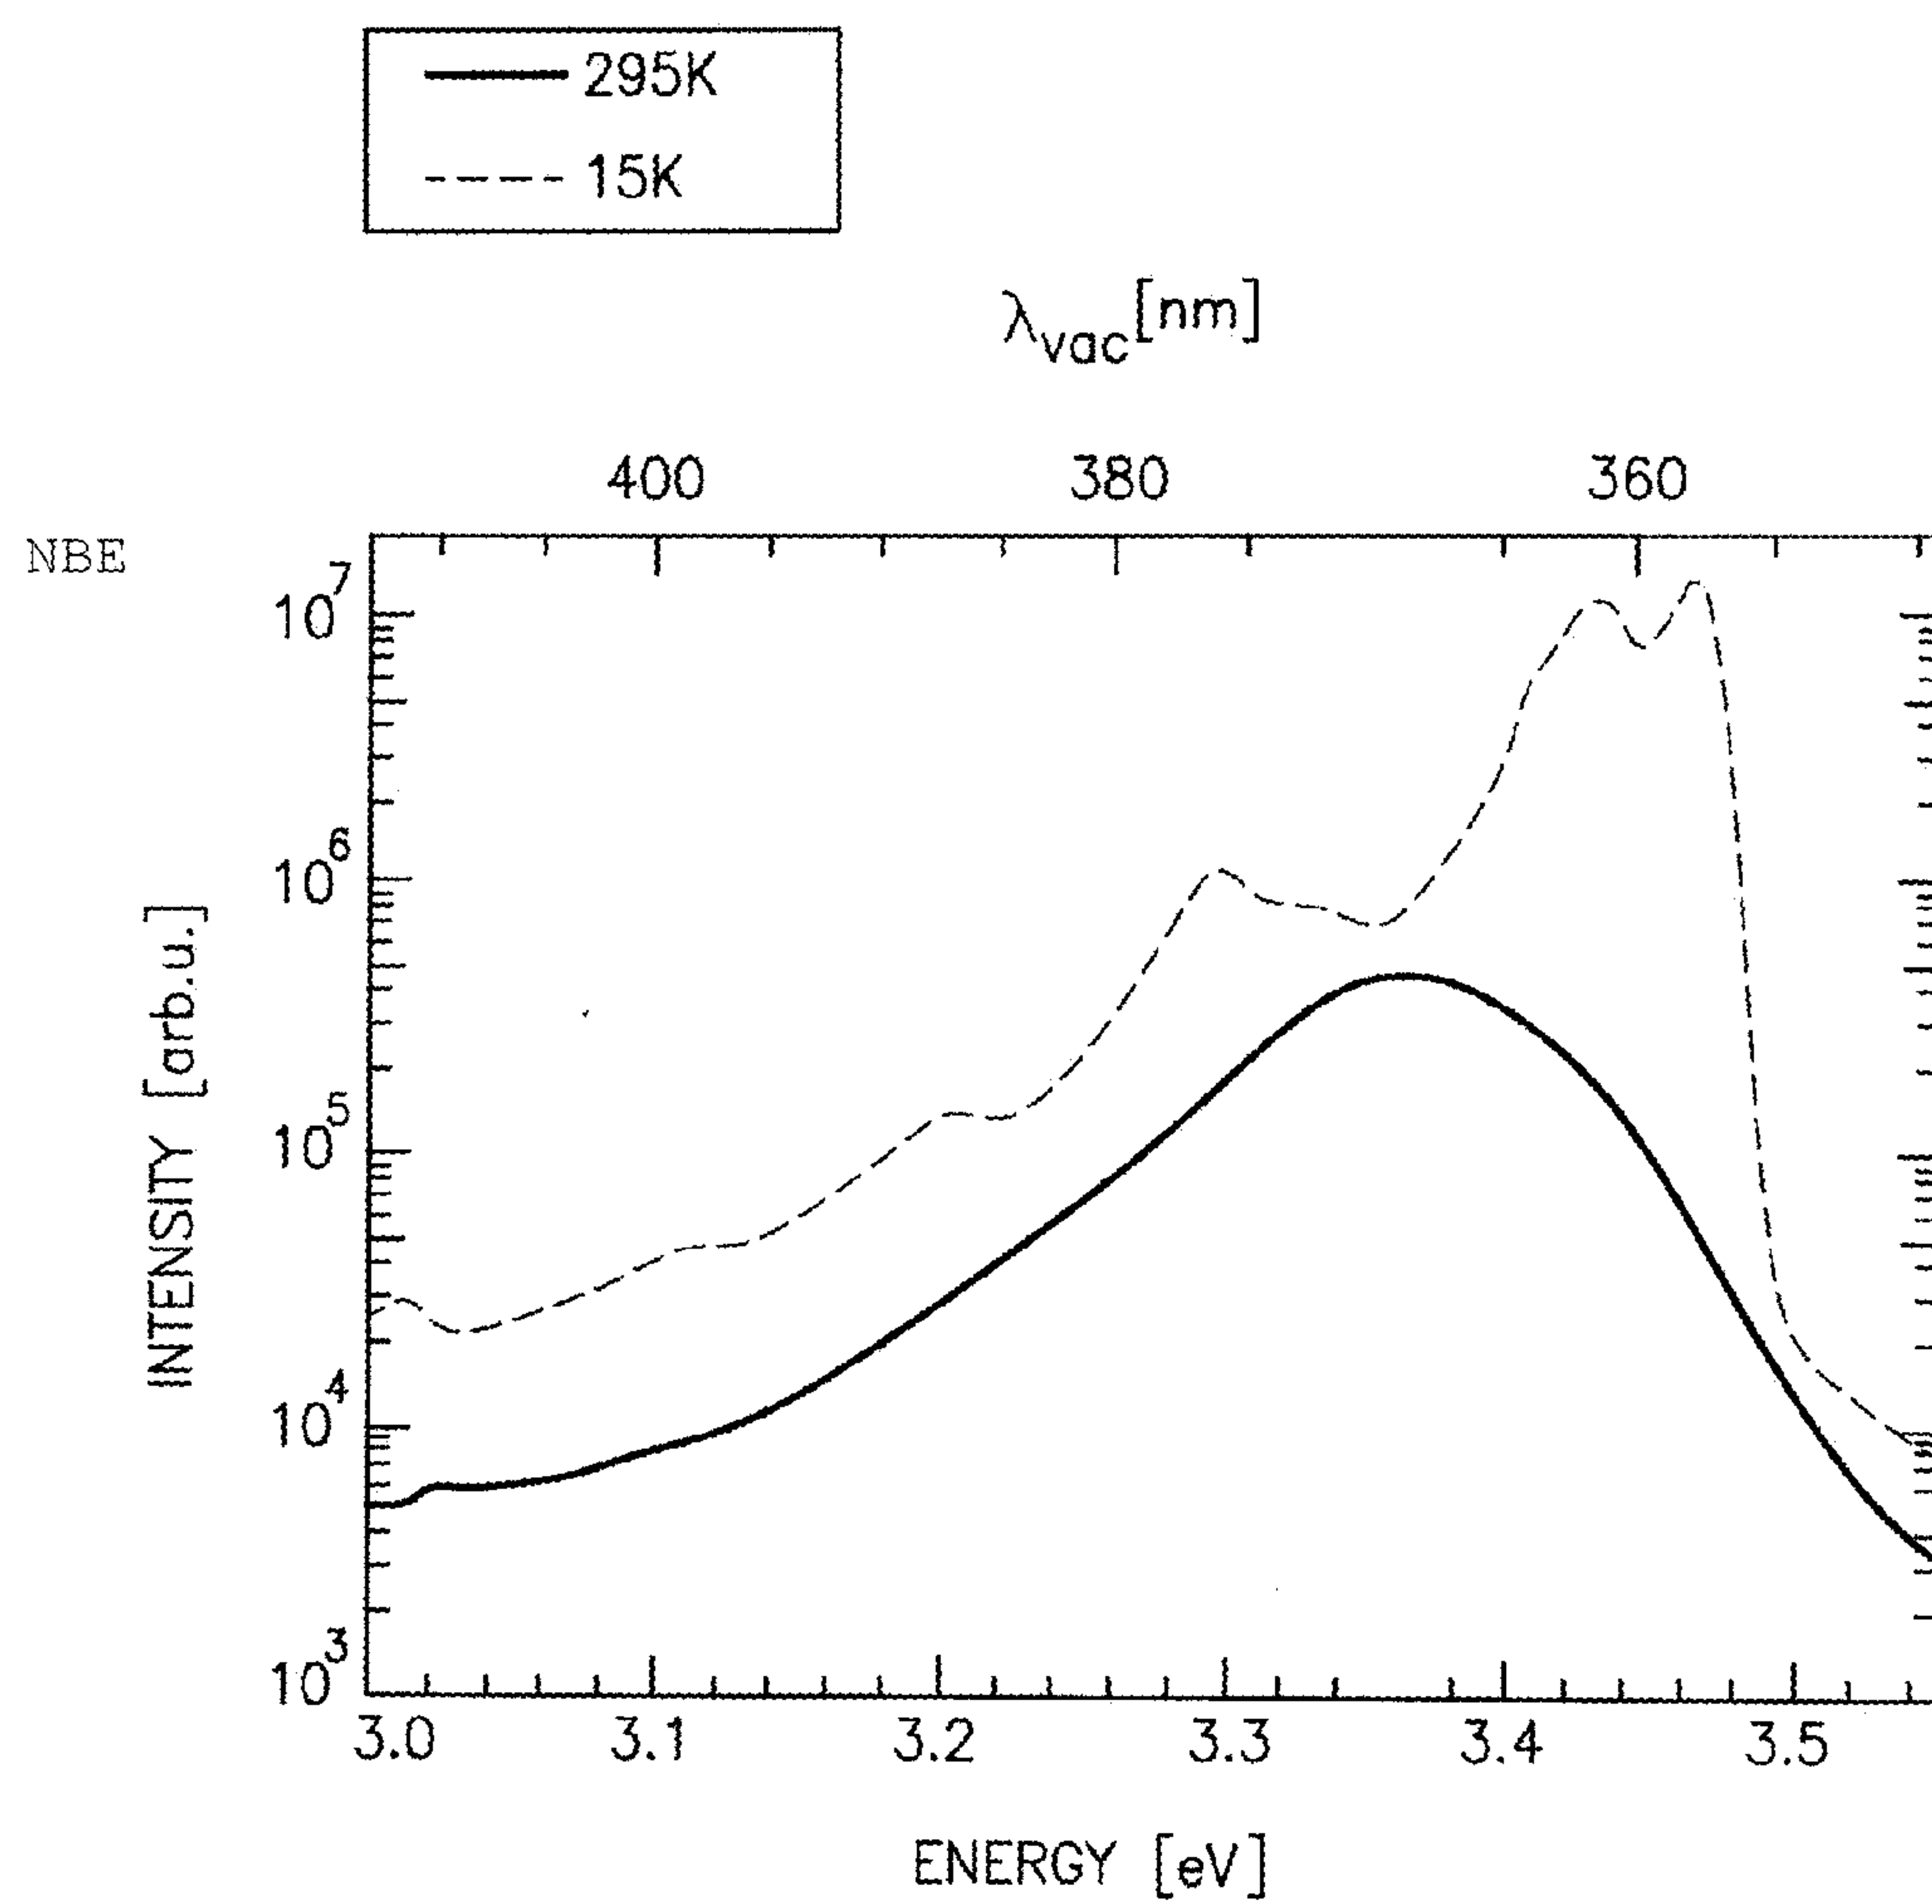 295K
15K
λvac[nm]
400 380 360
NBE
10^7
10^6
10^5
10^4
10^3
INTENSITY [arb.u.]
3.0 3.1 3.2 3.3 3.4 3.5
ENERGY [eV]